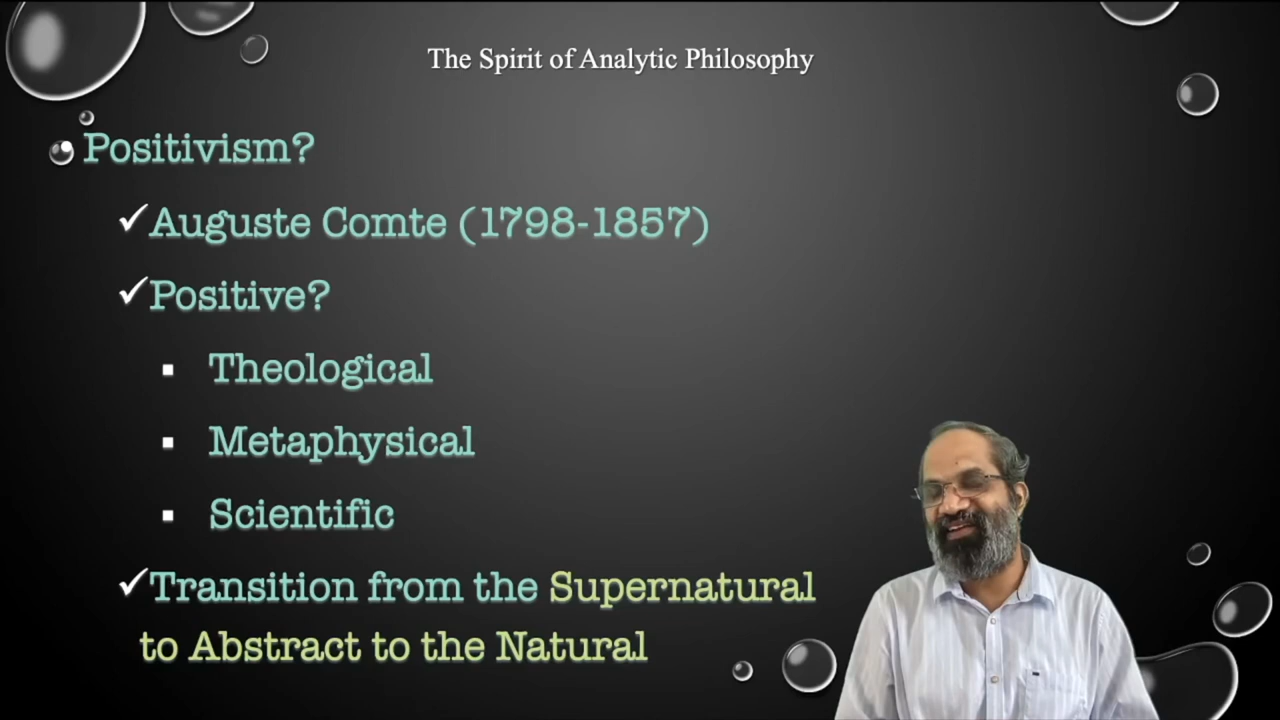 The Spirit of Analytic Philosophy
Positivism?
Auguste Comte (1798-1857)
Positive?
Theological
Metaphysical
Scientific
Transition from the Supernatural
to Abstract to the Natural